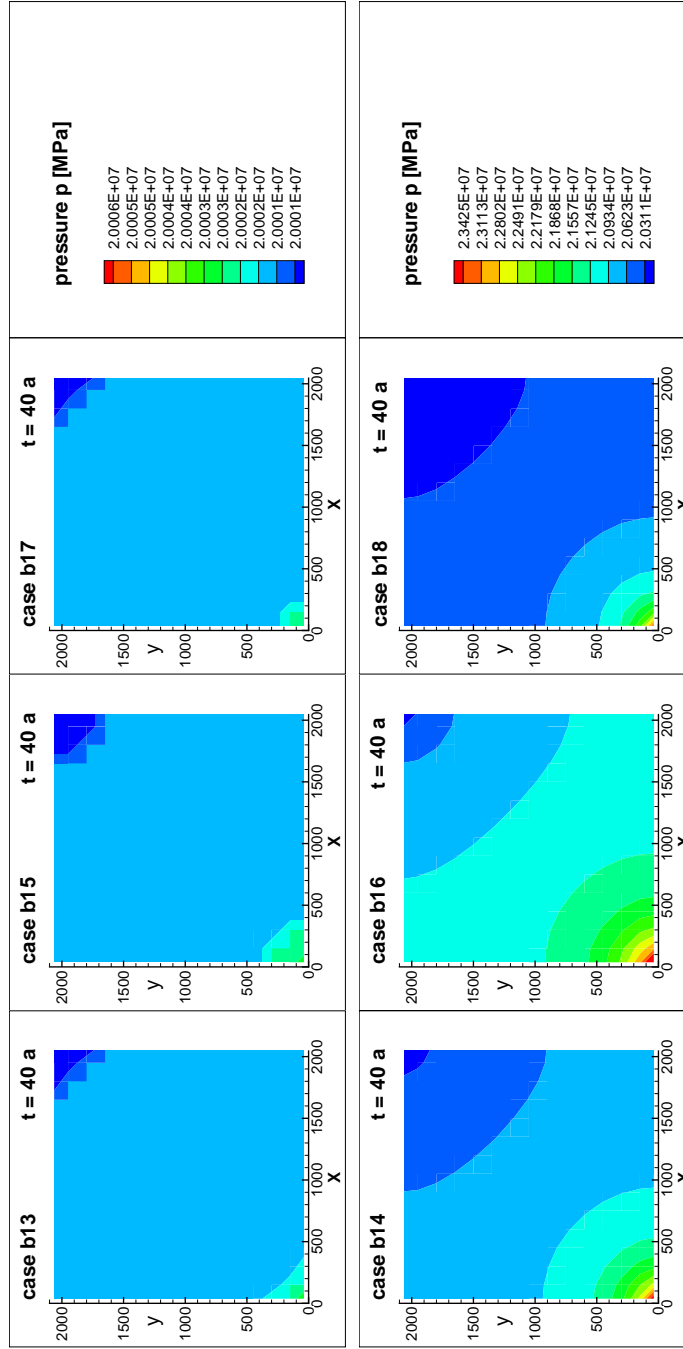 case b13
t = 40 a
y
2000
1500
1000
500
0
500
1000
1500
2000
x
case b15
t = 40 a
y
2000
1500
1000
500
0
500
1000
1500
2000
x
case b17
t = 40 a
y
2000
1500
1000
500
0
500
1000
1500
2000
x
pressure p [MPa]
2.0006E+07
2.0005E+07
2.0005E+07
2.0004E+07
2.0004E+07
2.0003E+07
2.0003E+07
2.0002E+07
2.0002E+07
2.0001E+07
2.0001E+07
case b14
t = 40 a
y
2000
1500
1000
500
0
500
1000
1500
2000
x
case b16
t = 40 a
y
2000
1500
1000
500
0
500
1000
1500
2000
x
case b18
t = 40 a
y
2000
1500
1000
500
0
500
1000
1500
2000
x
pressure p [MPa]
2.3425E+07
2.3113E+07
2.2802E+07
2.2491E+07
2.2179E+07
2.1868E+07
2.1557E+07
2.1245E+07
2.0934E+07
2.0623E+07
2.0311E+07